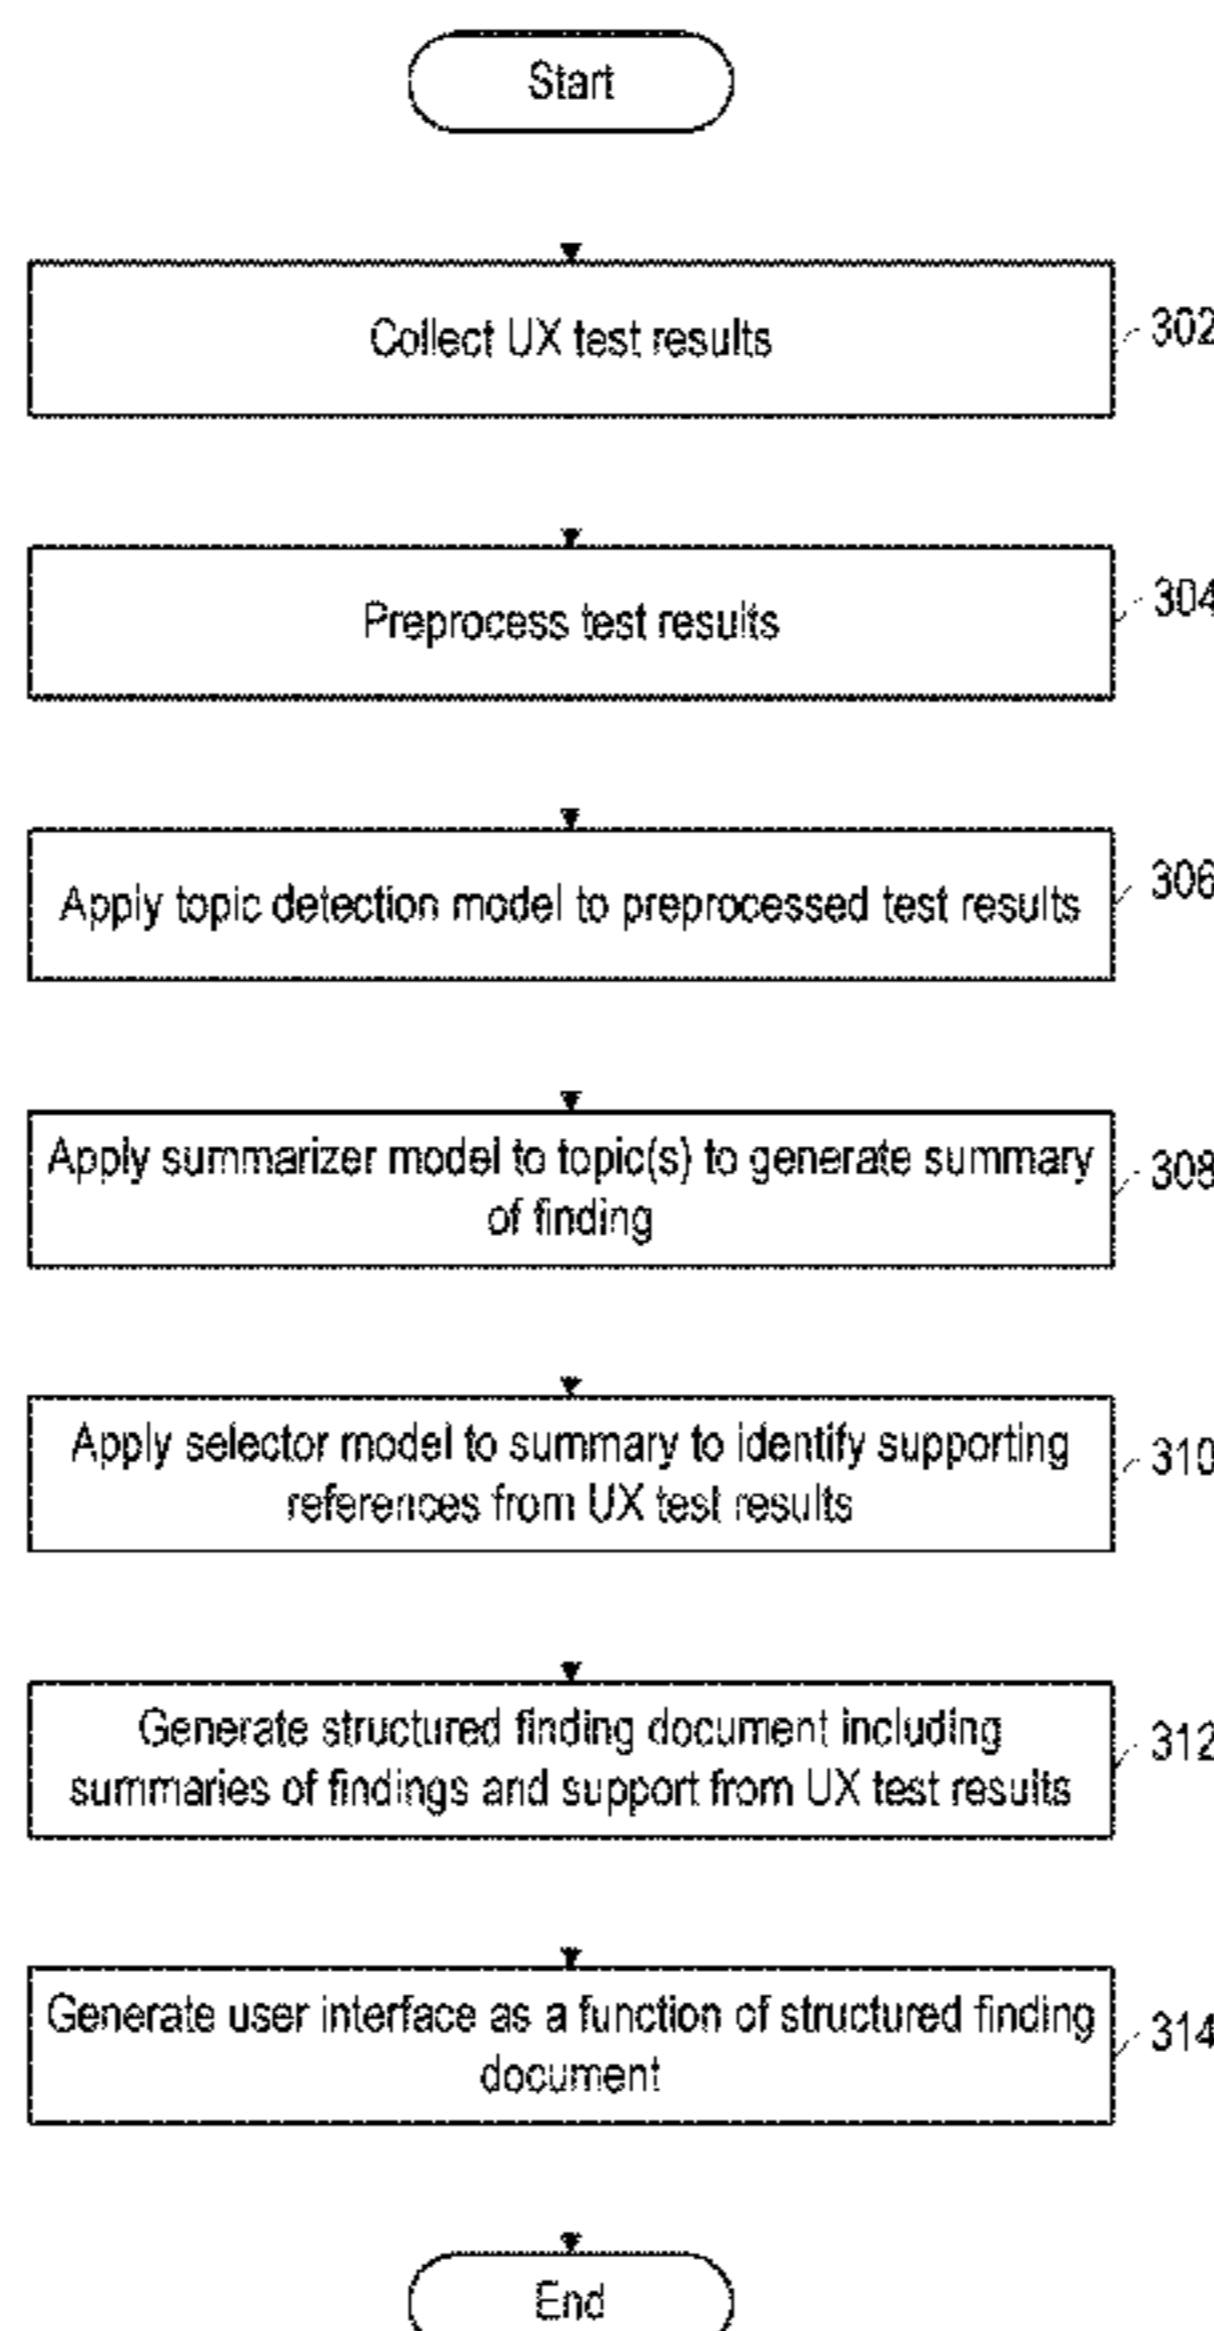 Start
Collect UX test results
302
Preprocess test results
304
Apply topic detection model to preprocessed test results
306
Apply summarizer model to topic(s) to generate summary
of finding
308
Apply selector model to summary to identify supporting
references from UX test results
310
Generate structured finding document including
summaries of findings and support from UX test results
312
Generate user interface as a function of structured finding
document
314
End